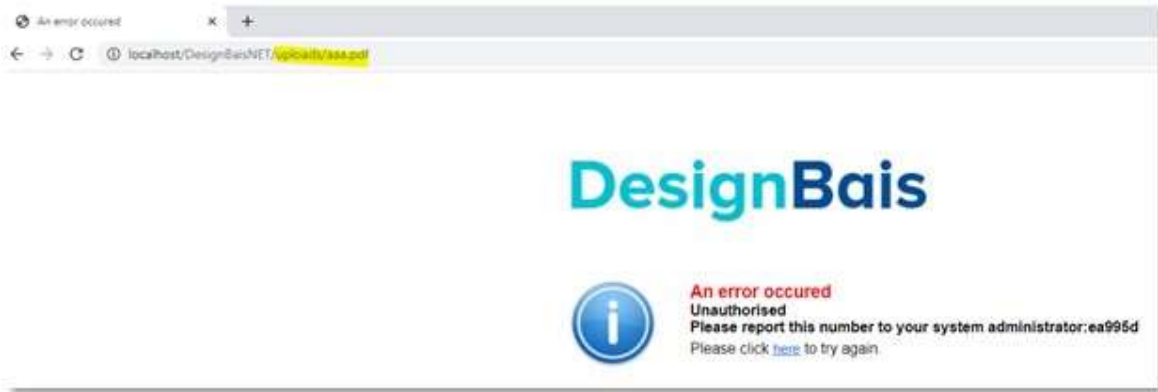 An error occured
localhost/DesignBaisNET/uploads/aaa.pdf
DesignBais
An error occured
Unauthorised
Please report this number to your system administrator:ea995d
Please click here to try again